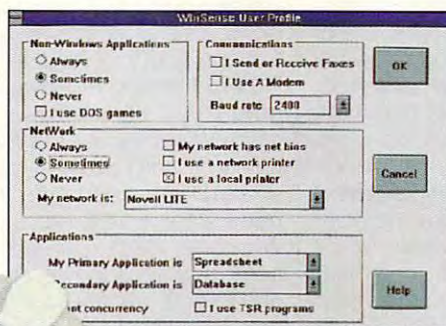 WinSense User Profile
Non-Windows Applications
Always
Sometimes
Never
I use DOS games
Communications
I Send or Receive Faxes
I Use A Modem
Baud rate 2400
OK
NetWork
Always
Sometimes
Never
My network has net bios
I use a network printer
I use a local printer
My network is: Novell LITE
Cancel
Applications
My Primary Application is Spreadsheet
Secondary Application is Database
concurrency
I use TSR programs
Help